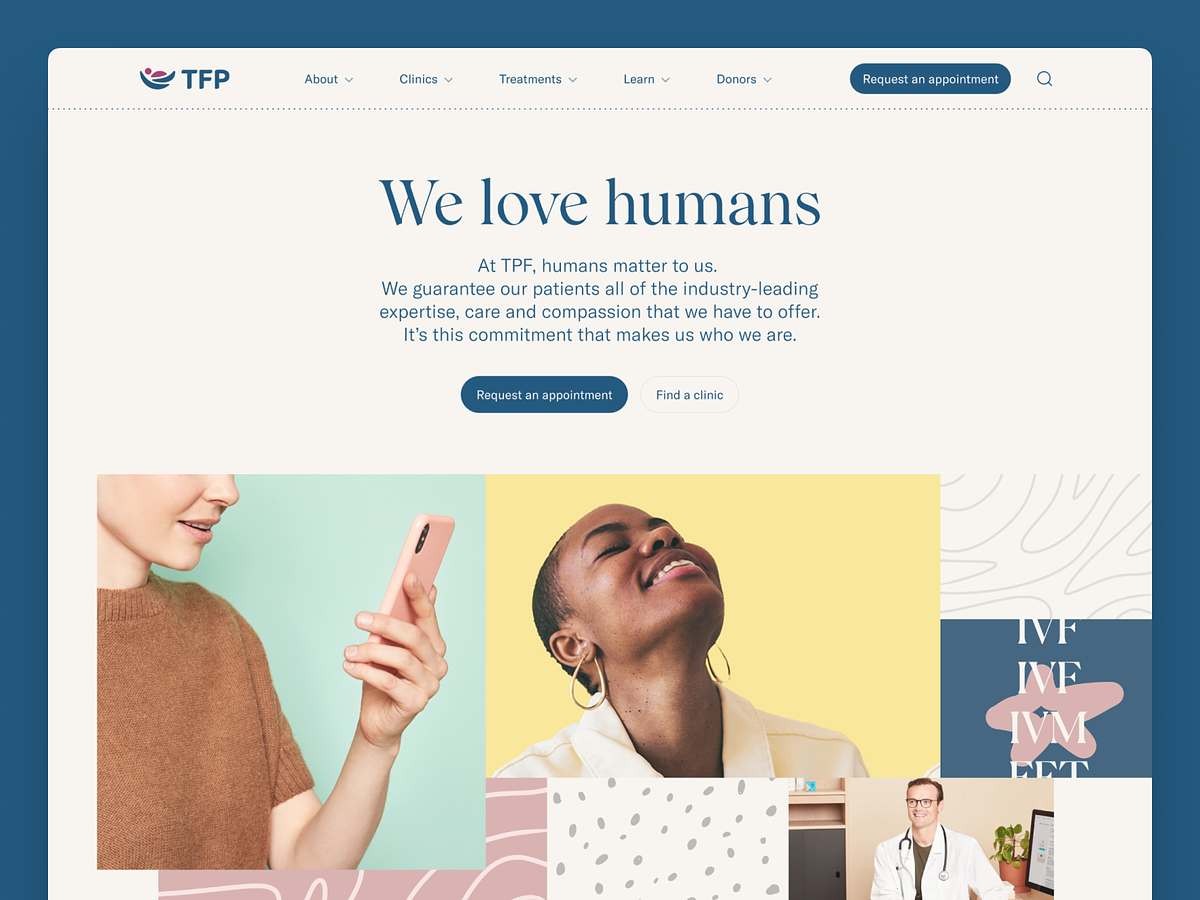 TFP
About
Clinics
Treatments
Learn
Donors
Request an appointment
We love humans
At TPF, humans matter to us.
We guarantee our patients all of the industry-leading
expertise, care and compassion that we have to offer.
It’s this commitment that makes us who we are.
Request an appointment
Find a clinic
IVF
IVF
IVM